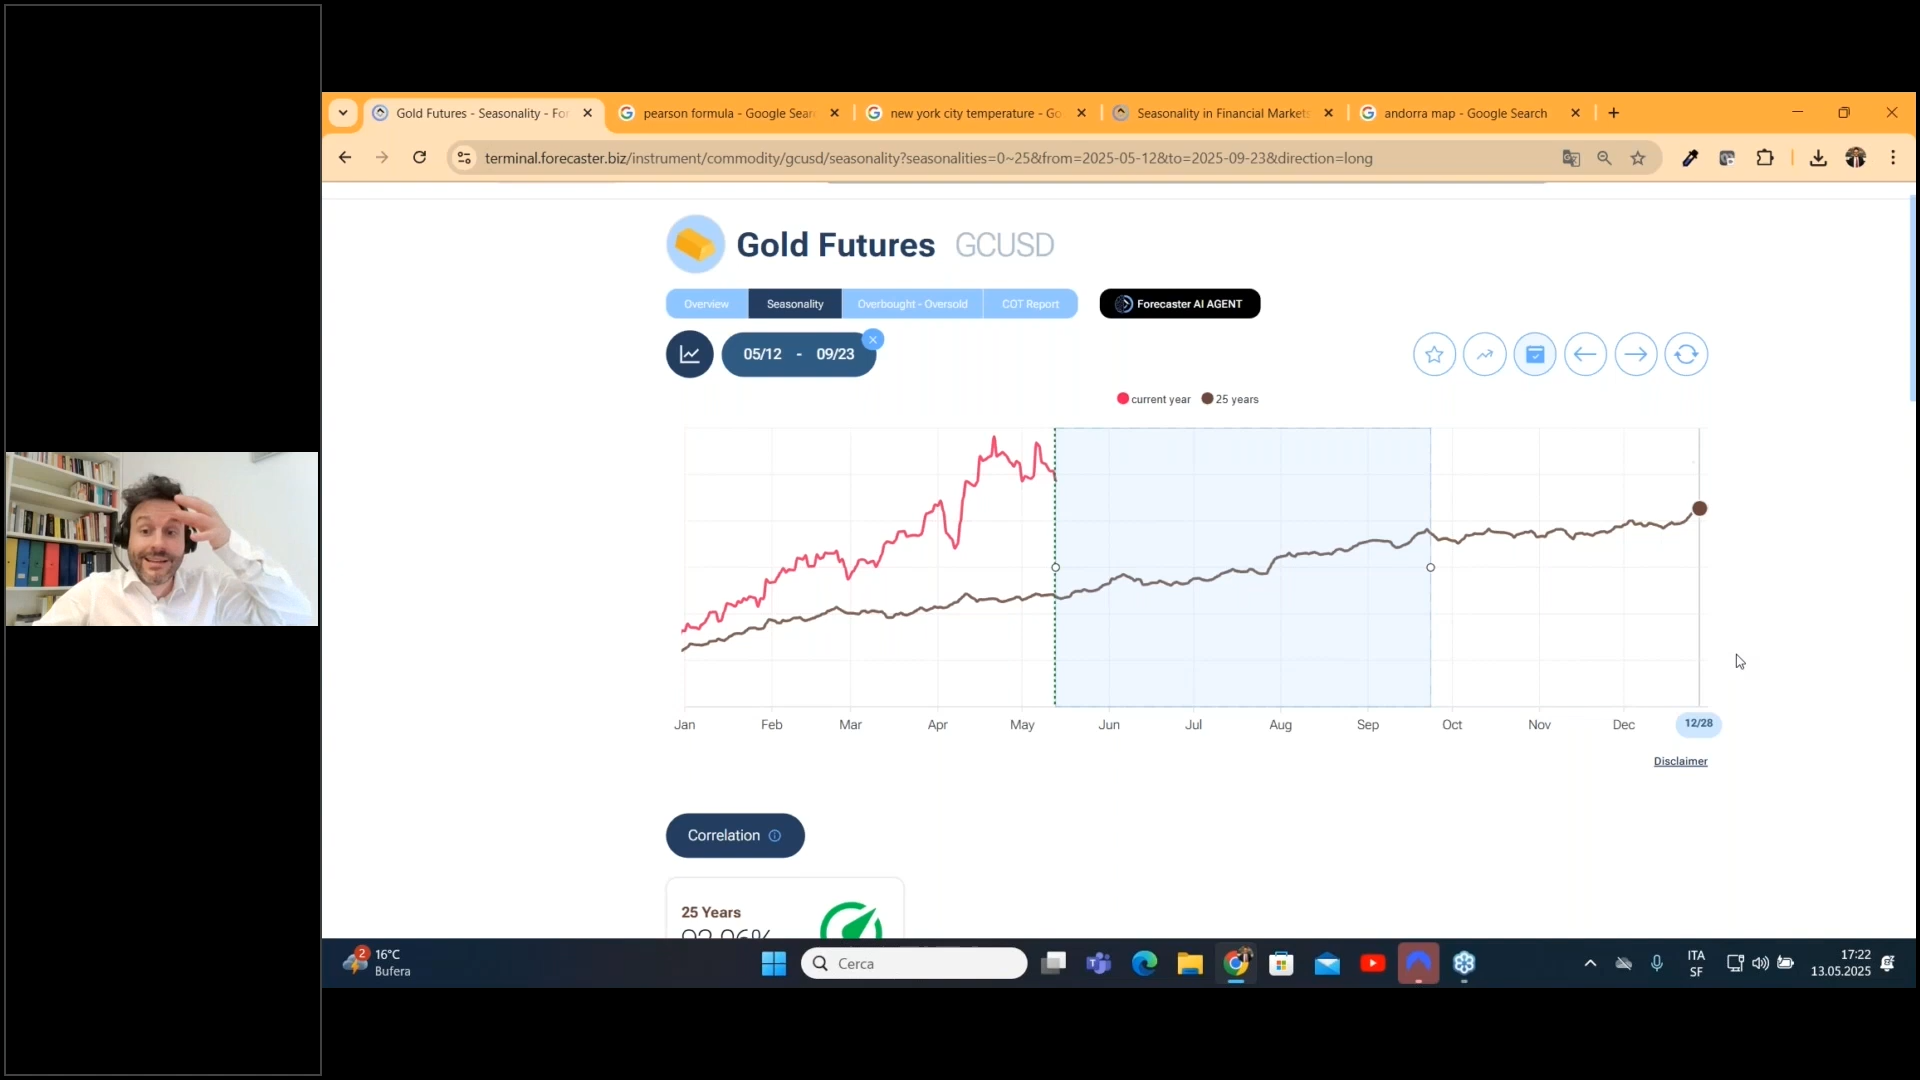 Gold Futures - Seasonality - For
pearson formula - Google Sear
new york city temperature - Go
Seasonality in Financial Markets
andorra map - Google Search
terminal.forecaster.biz/instrument/commodity/gcusd/seasonality?seasonalities=0~25&from=2025-05-12&to=2025-09-23&direction=long
Gold Futures GCUSD
Overview Seasonality Overbought - Oversold COT Report Forecaster AI AGENT
05/12 - 09/23
current year 25 years
Jan Feb Mar Apr May Jun Jul Aug Sep Oct Nov Dec 12/28
Disclaimer
Correlation
25 Years
2 16°C
Bufera
Cerca
ITA
SF
17:22
13.05.2025